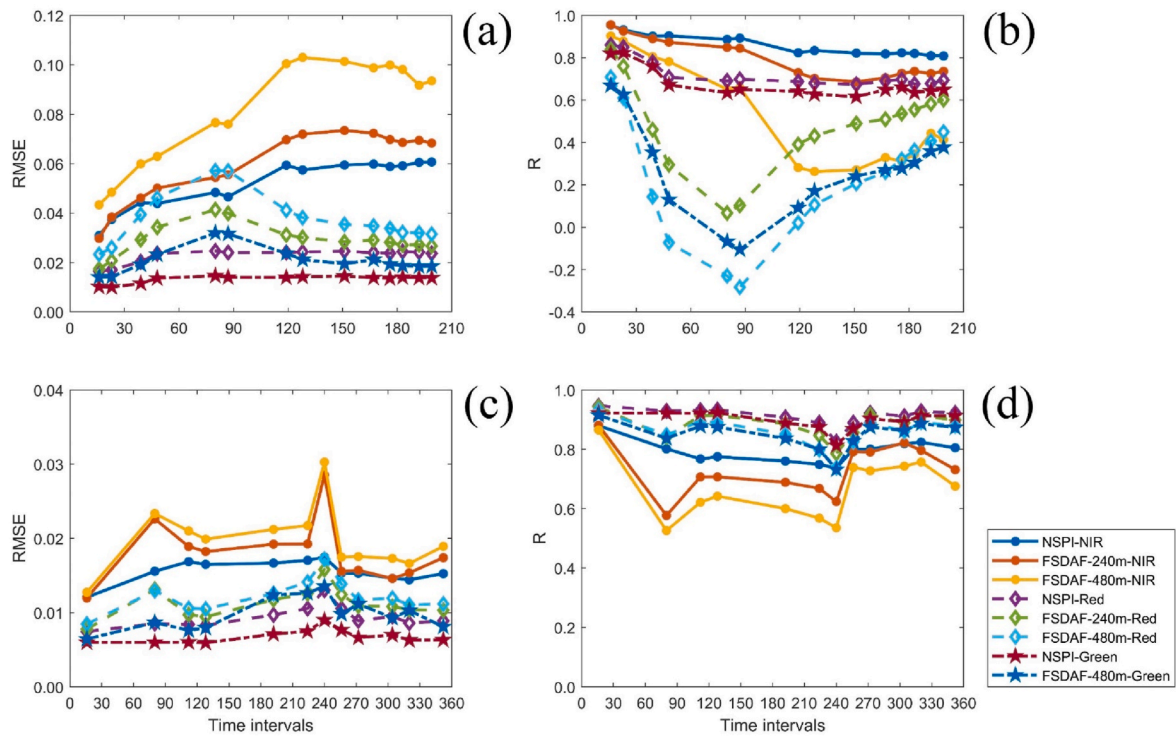 (a)
RMSE
0.12
0.10
0.08
0.06
0.04
0.02
0.00
0 30 60 90 120 150 180 210
(b)
R
1.0
0.8
0.6
0.4
0.2
0.0
-0.2
-0.4
0 30 60 90 120 150 180 210
(c)
RMSE
0.04
0.03
0.02
0.01
0.00
0 30 60 90 120 150 180 210 240 270 300 330 360
Time intervals
(d)
R
1.0
0.8
0.6
0.4
0.2
0.0
0 30 60 90 120 150 180 210 240 270 300 330 360
Time intervals
NSPI-NIR
FSDAF-240m-NIR
FSDAF-480m-NIR
NSPI-Red
FSDAF-240m-Red
FSDAF-480m-Red
NSPI-Green
FSDAF-480m-Green